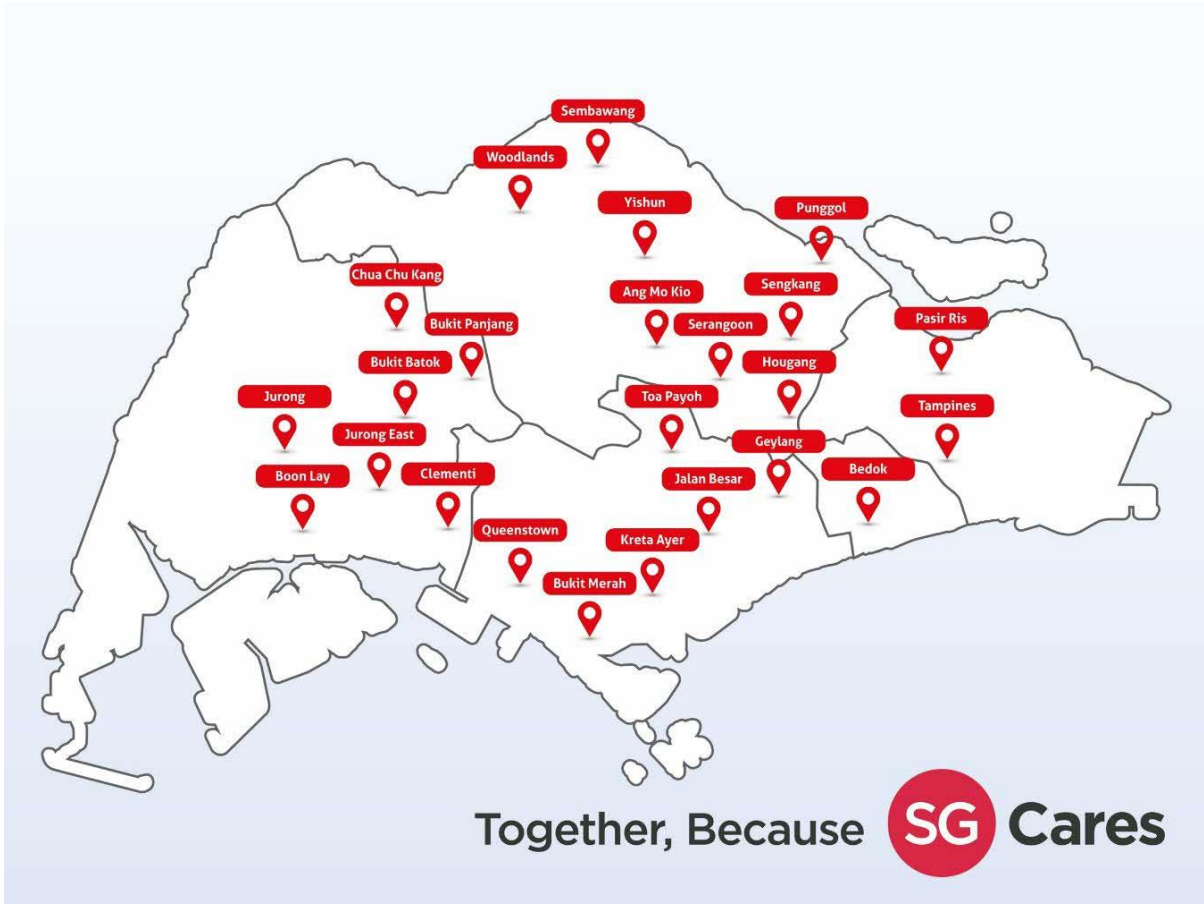 Sembawang
Woodlands
Yishun
Punggol
Chua Chu Kang
Sengkang
Ang Mo Kio
Pasir Ris
Bukit Panjang
Serangoon
Bukit Batok
Hougang
Jurong
Toa Payoh
Tampines
Jurong East
Geylang
Bedok
Boon Lay
Clementi
Jalan Besar
Queenstown
Kreta Ayer
Bukit Merah
Together, Because SG Cares